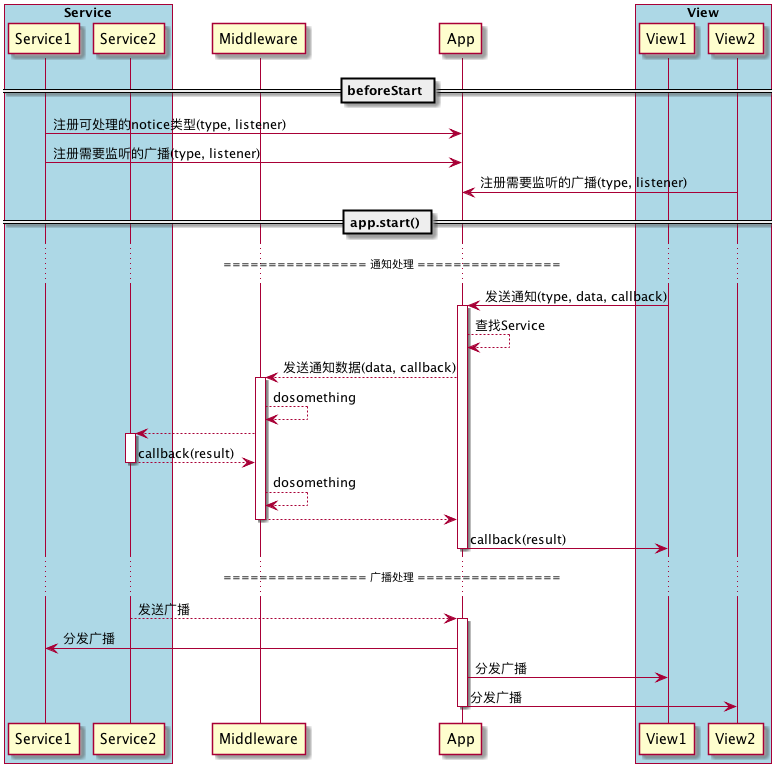 Service
View
Service1
Service2
Middleware
App
View1
View2
beforeStart
注册可处理的notice类型(type, listener)
注册需要监听的广播(type, listener)
注册需要监听的广播(type, listener)
app.start()
================ 通知处理 ================
发送通知(type, data, callback)
查找Service
发送通知数据(data, callback)
dosomething
callback(result)
dosomething
callback(result)
================ 广播处理 ================
发送广播
分发广播
分发广播
分发广播
Service1
Service2
Middleware
App
View1
View2